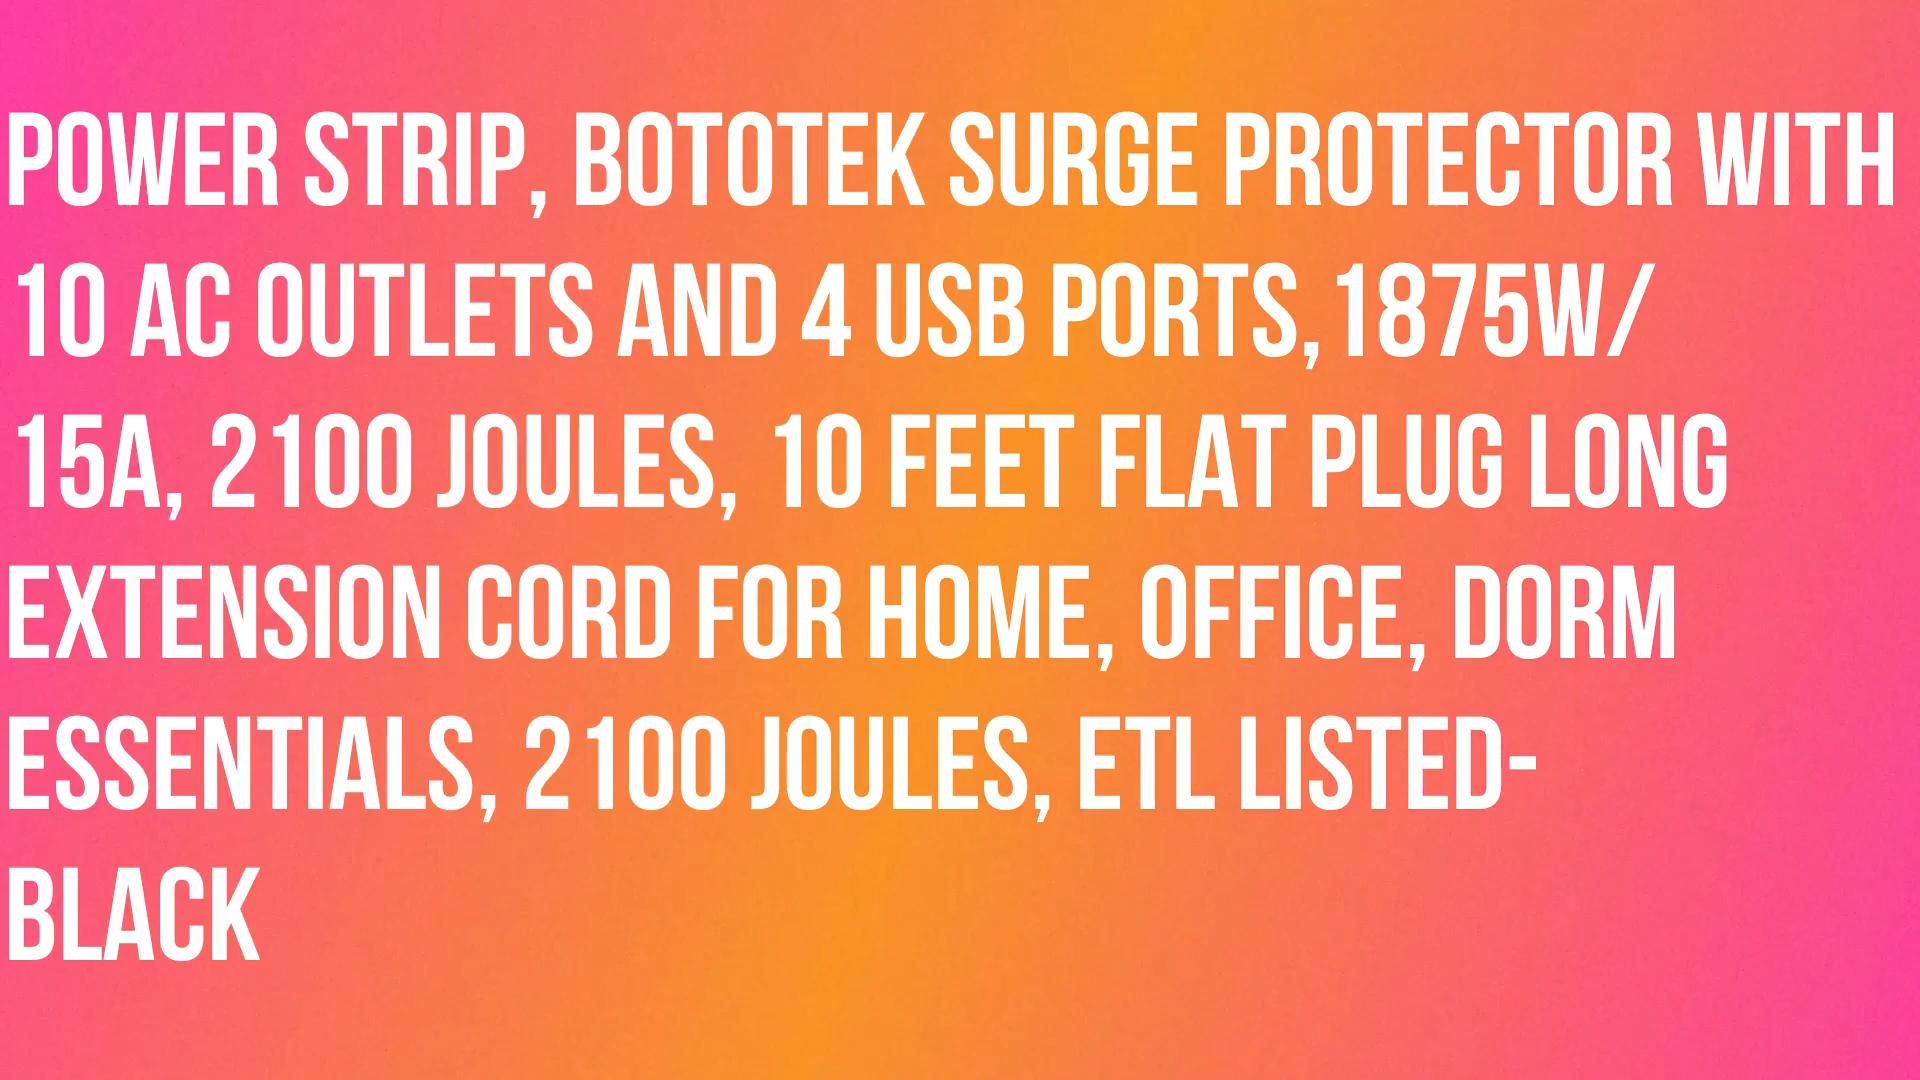 POWER STRIP, BOTOTEK SURGE PROTECTOR WITH
10 AC OUTLETS AND 4 USB PORTS,1875W/
15A, 2100 JOULES, 10 FEET FLAT PLUG LONG
EXTENSION CORD FOR HOME, OFFICE, DORM
ESSENTIALS, 2100 JOULES, ETL LISTED-
BLACK